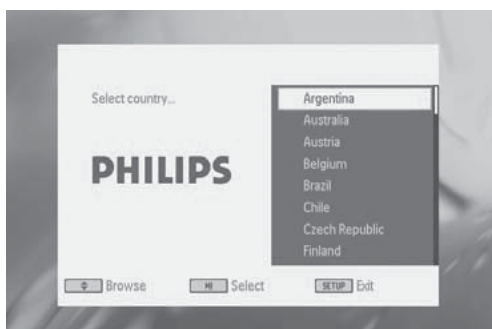 Select country...
PHILIPS
Argentina
Australia
Austria
Belgium
Brazil
Chile
Czech Republic
Finland
Browse
Select
SETUP Exit